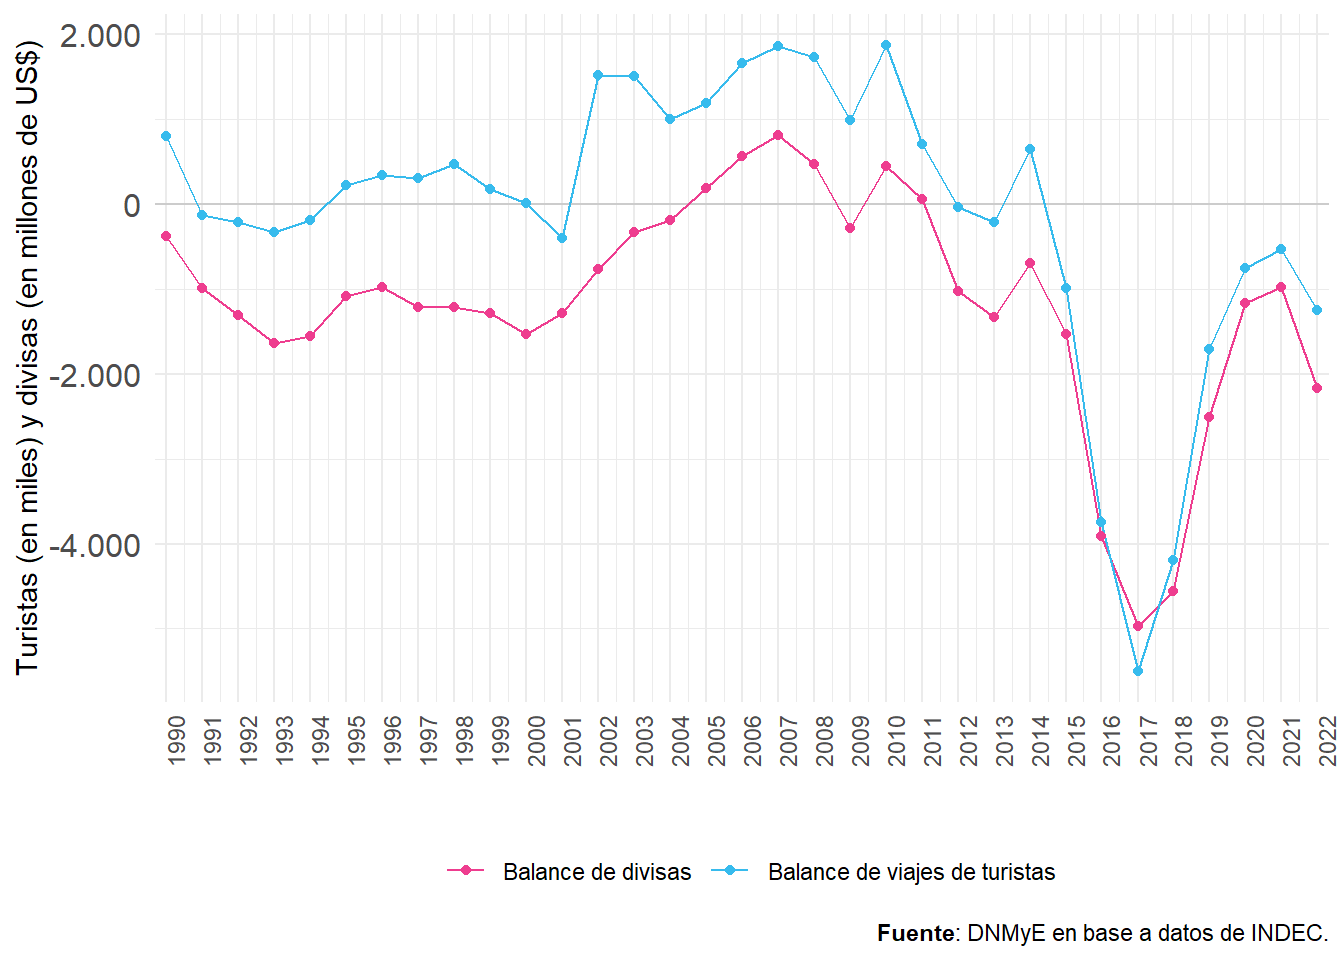 Turistas (en miles) y divisas (en millones de US$)
2.000
0
-2.000
-4.000
1990 1991 1992 1993 1994 1995 1996 1997 1998 1999 2000 2001 2002 2003 2004 2005 2006 2007 2008 2009 2010 2011 2012 2013 2014 2015 2016 2017 2018 2019 2020 2021 2022
Balance de divisas Balance de viajes de turistas
Fuente: DNMyE en base a datos de INDEC.